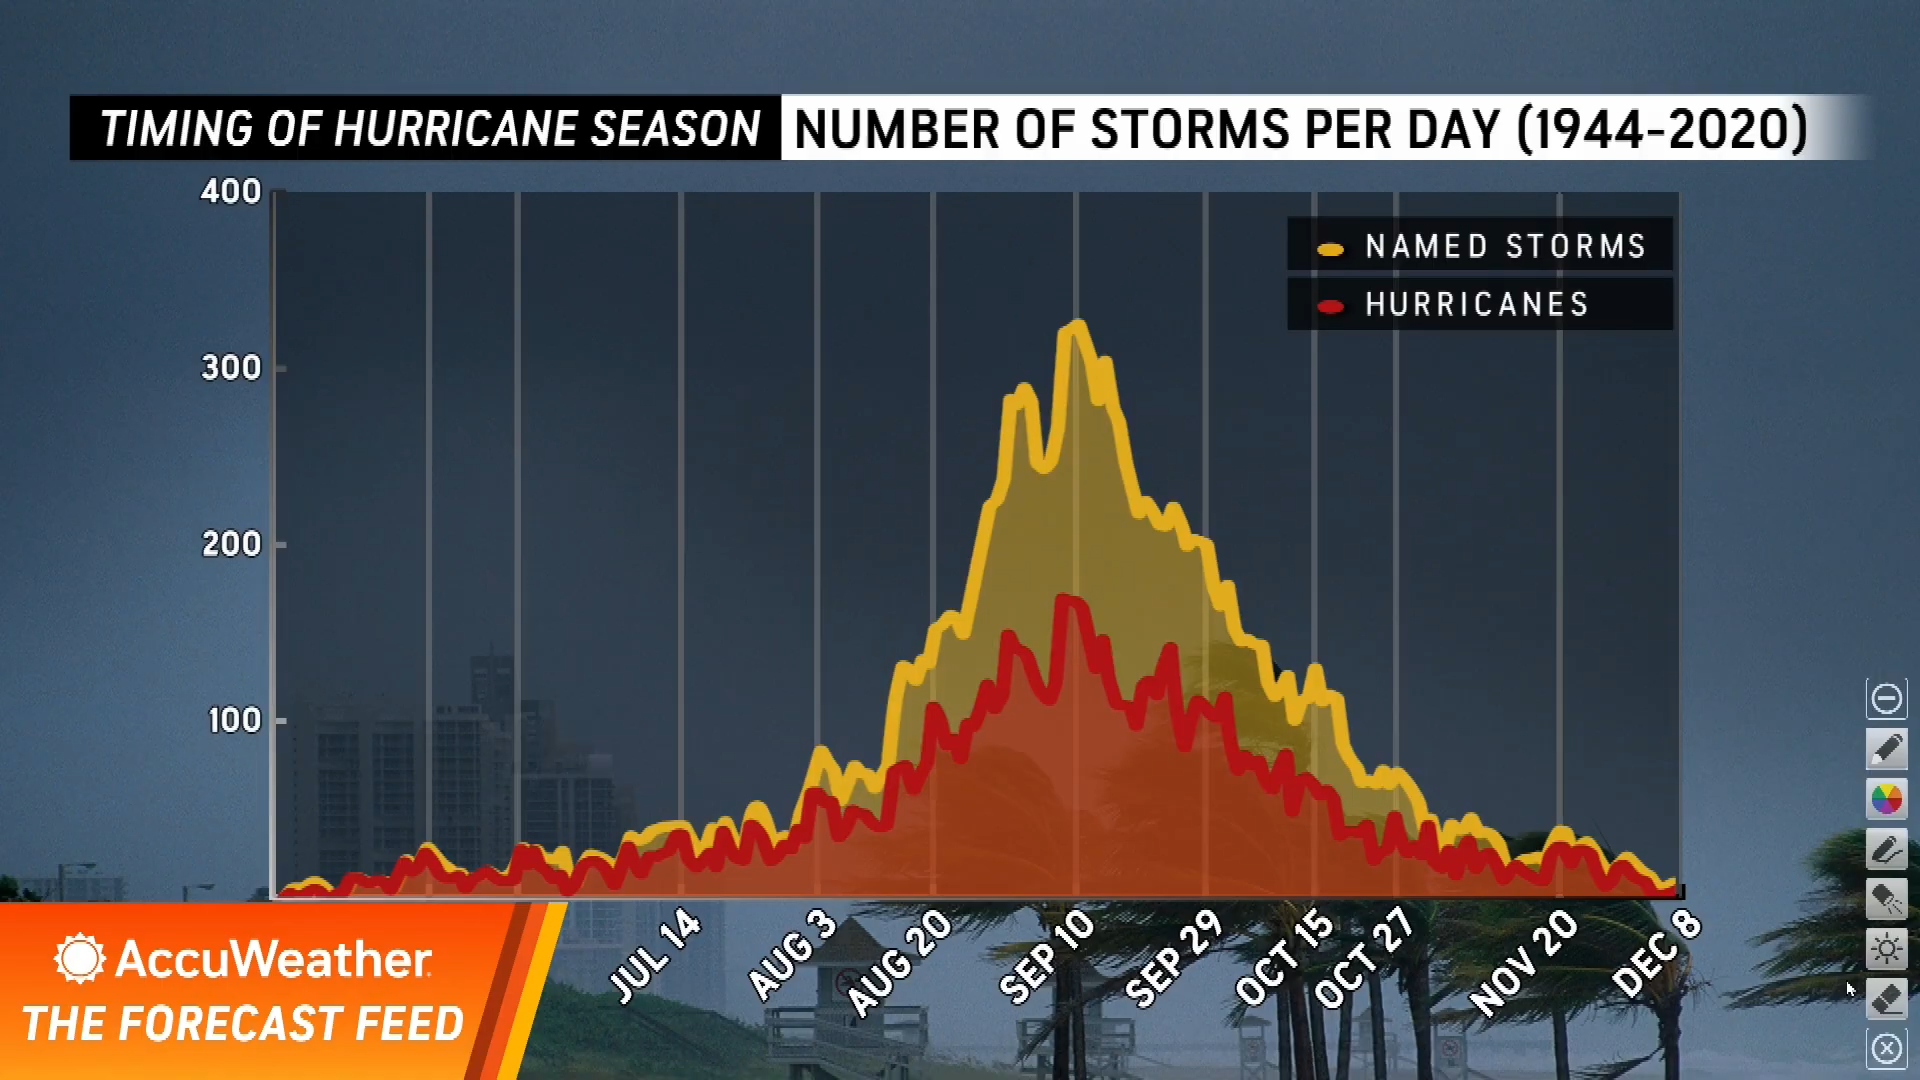 TIMING OF HURRICANE SEASON NUMBER OF STORMS PER DAY (1944-2020)
400
300
200
100
NAMED STORMS
HURRICANES
JUL 14
AUG 3
AUG 20
SEP 10
SEP 29
OCT 15
OCT 27
NOV 20
DEC 8
AccuWeather
THE FORECAST FEED